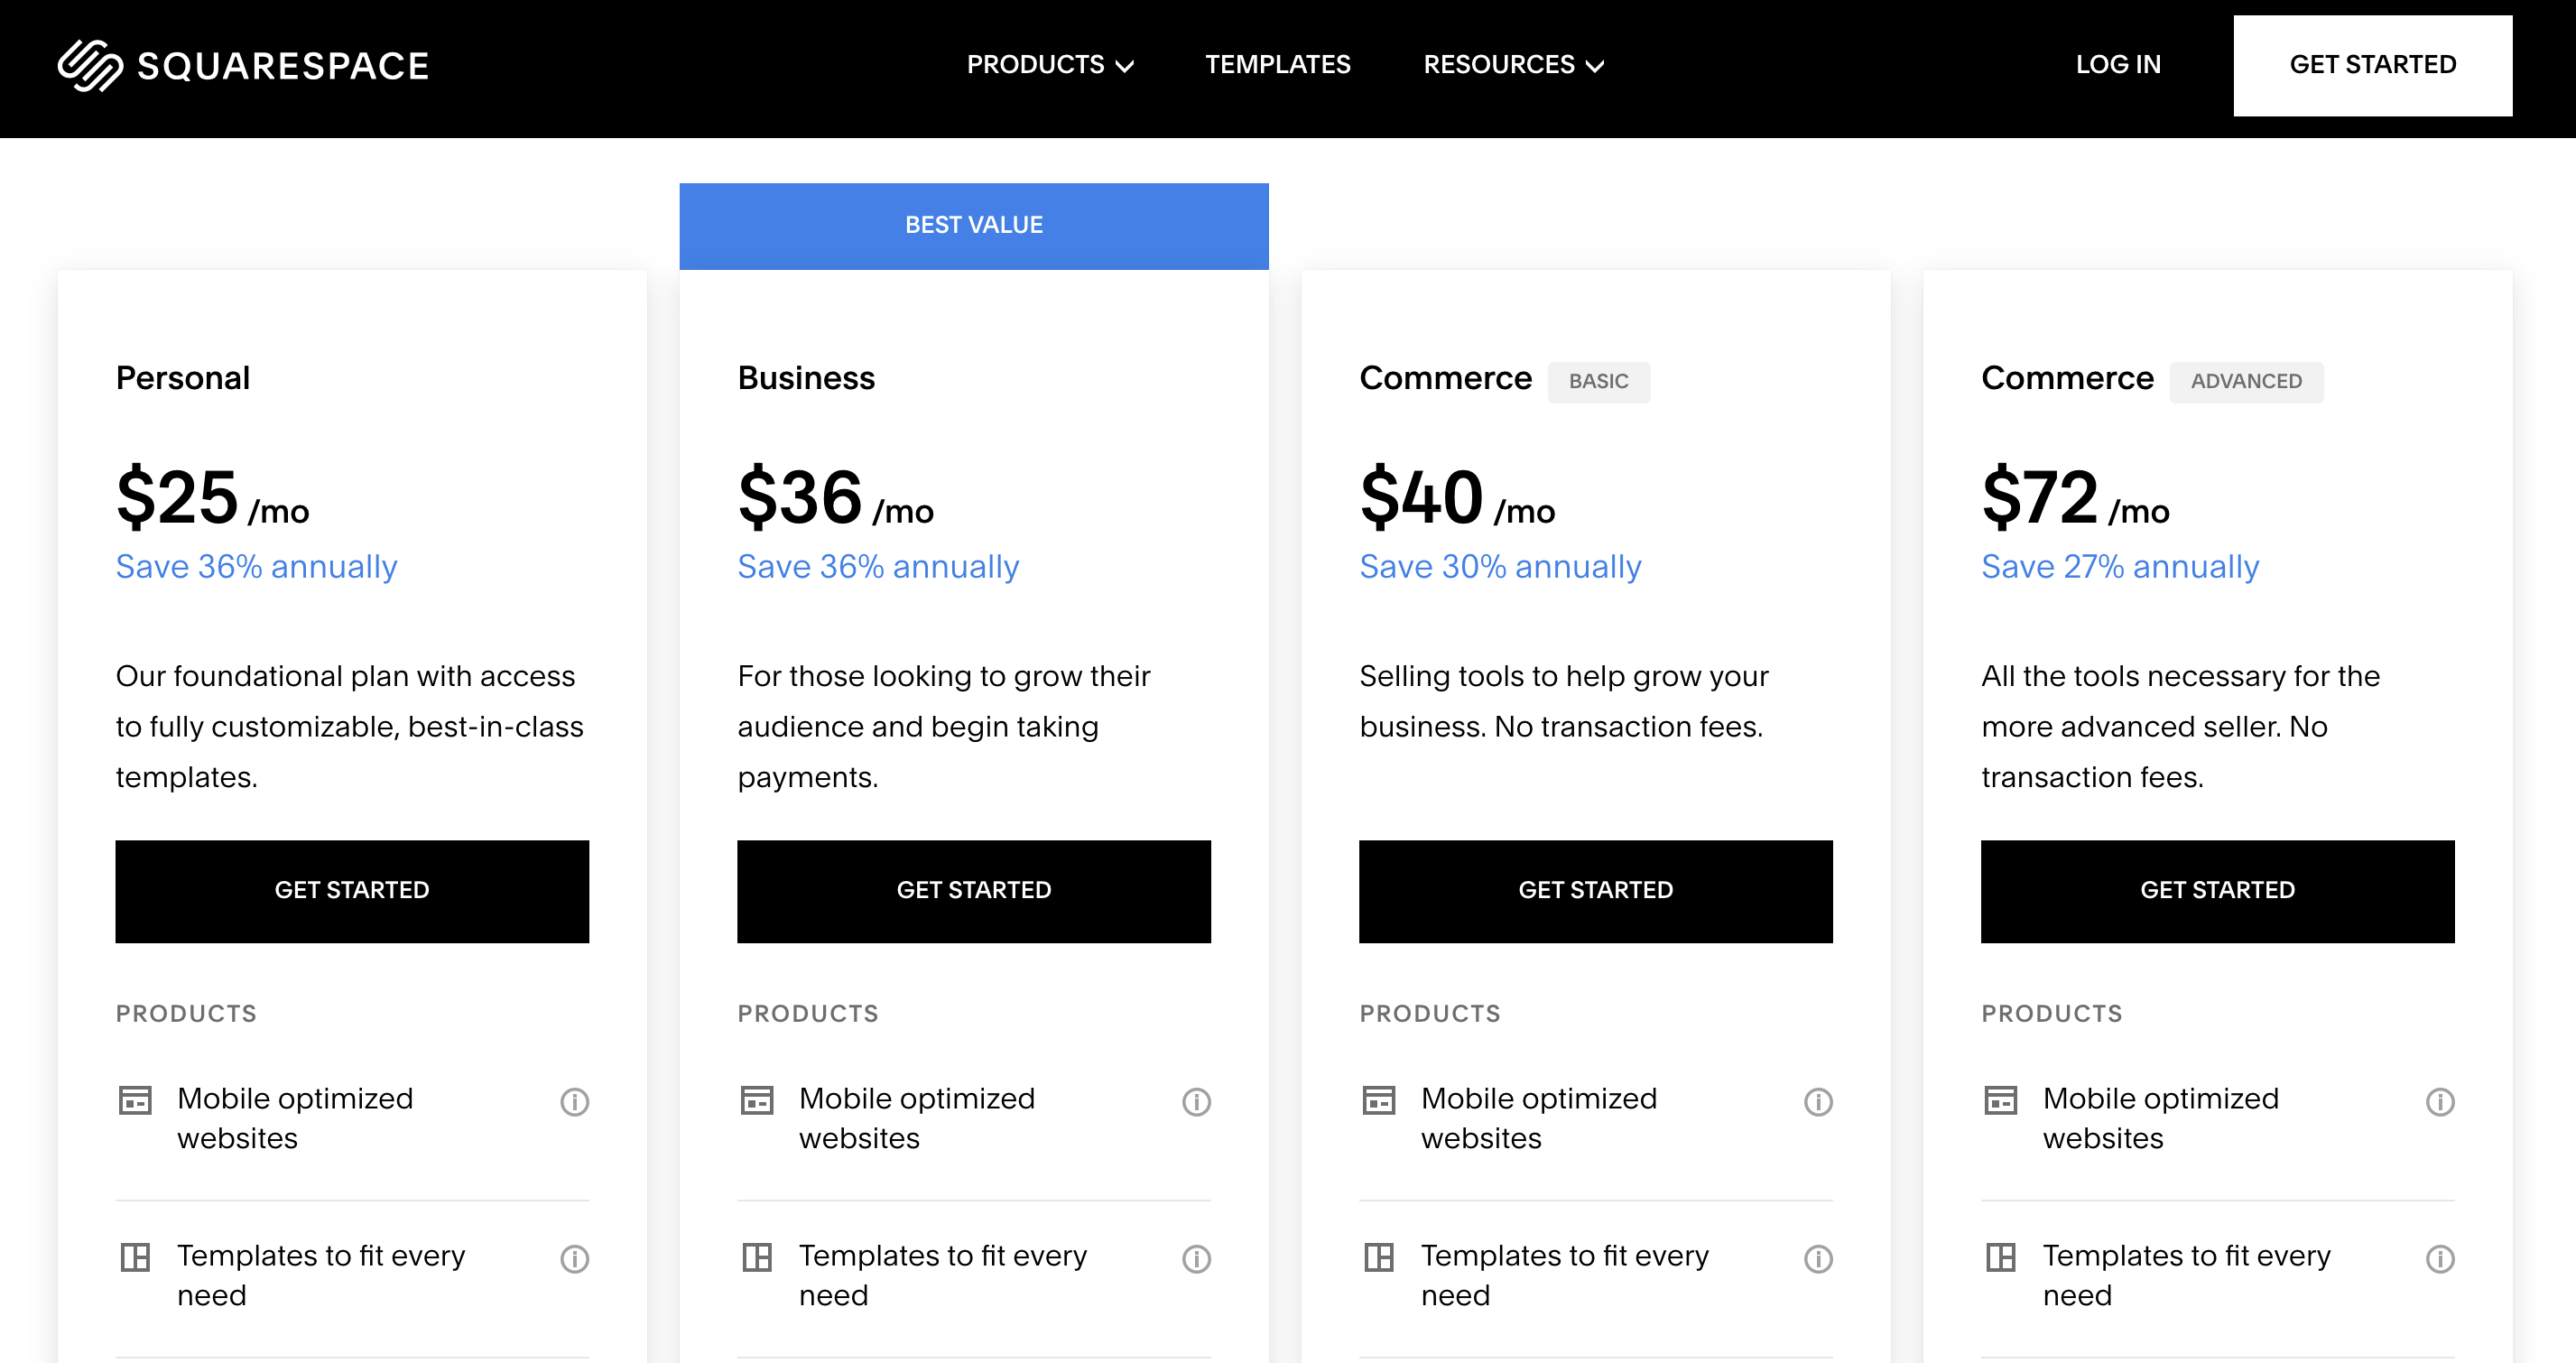 SQUARESPACE
PRODUCTS
TEMPLATES
RESOURCES
LOG IN
GET STARTED
BEST VALUE
Personal
$25 /mo
Save 36% annually
Our foundational plan with access
to fully customizable, best-in-class
templates.
GET STARTED
PRODUCTS
Mobile optimized
websites
Templates to fit every
need
Business
$36 /mo
Save 36% annually
For those looking to grow their
audience and begin taking
payments.
GET STARTED
PRODUCTS
Mobile optimized
websites
Templates to fit every
need
Commerce BASIC
$40 /mo
Save 30% annually
Selling tools to help grow your
business. No transaction fees.
GET STARTED
PRODUCTS
Mobile optimized
websites
Templates to fit every
need
Commerce ADVANCED
$72 /mo
Save 27% annually
All the tools necessary for the
more advanced seller. No
transaction fees.
GET STARTED
PRODUCTS
Mobile optimized
websites
Templates to fit every
need